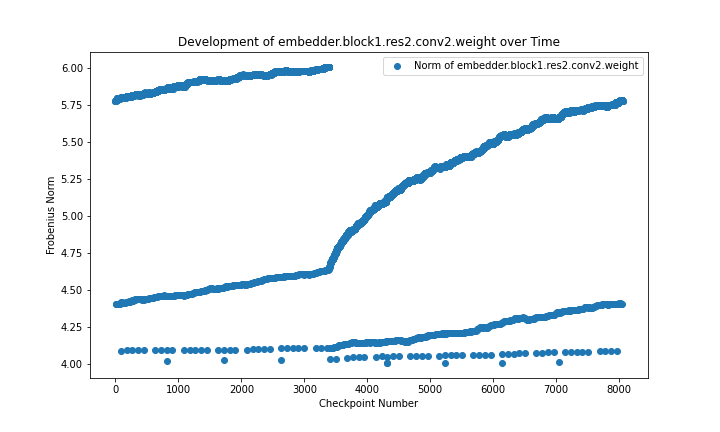 Development of embedder.block1.res2.conv2.weight over Time
Norm of embedder.block1.res2.conv2.weight
Frobenius Norm
6.00
5.75
5.50
5.25
5.00
4.75
4.50
4.25
4.00
0 1000 2000 3000 4000 5000 6000 7000 8000
Checkpoint Number